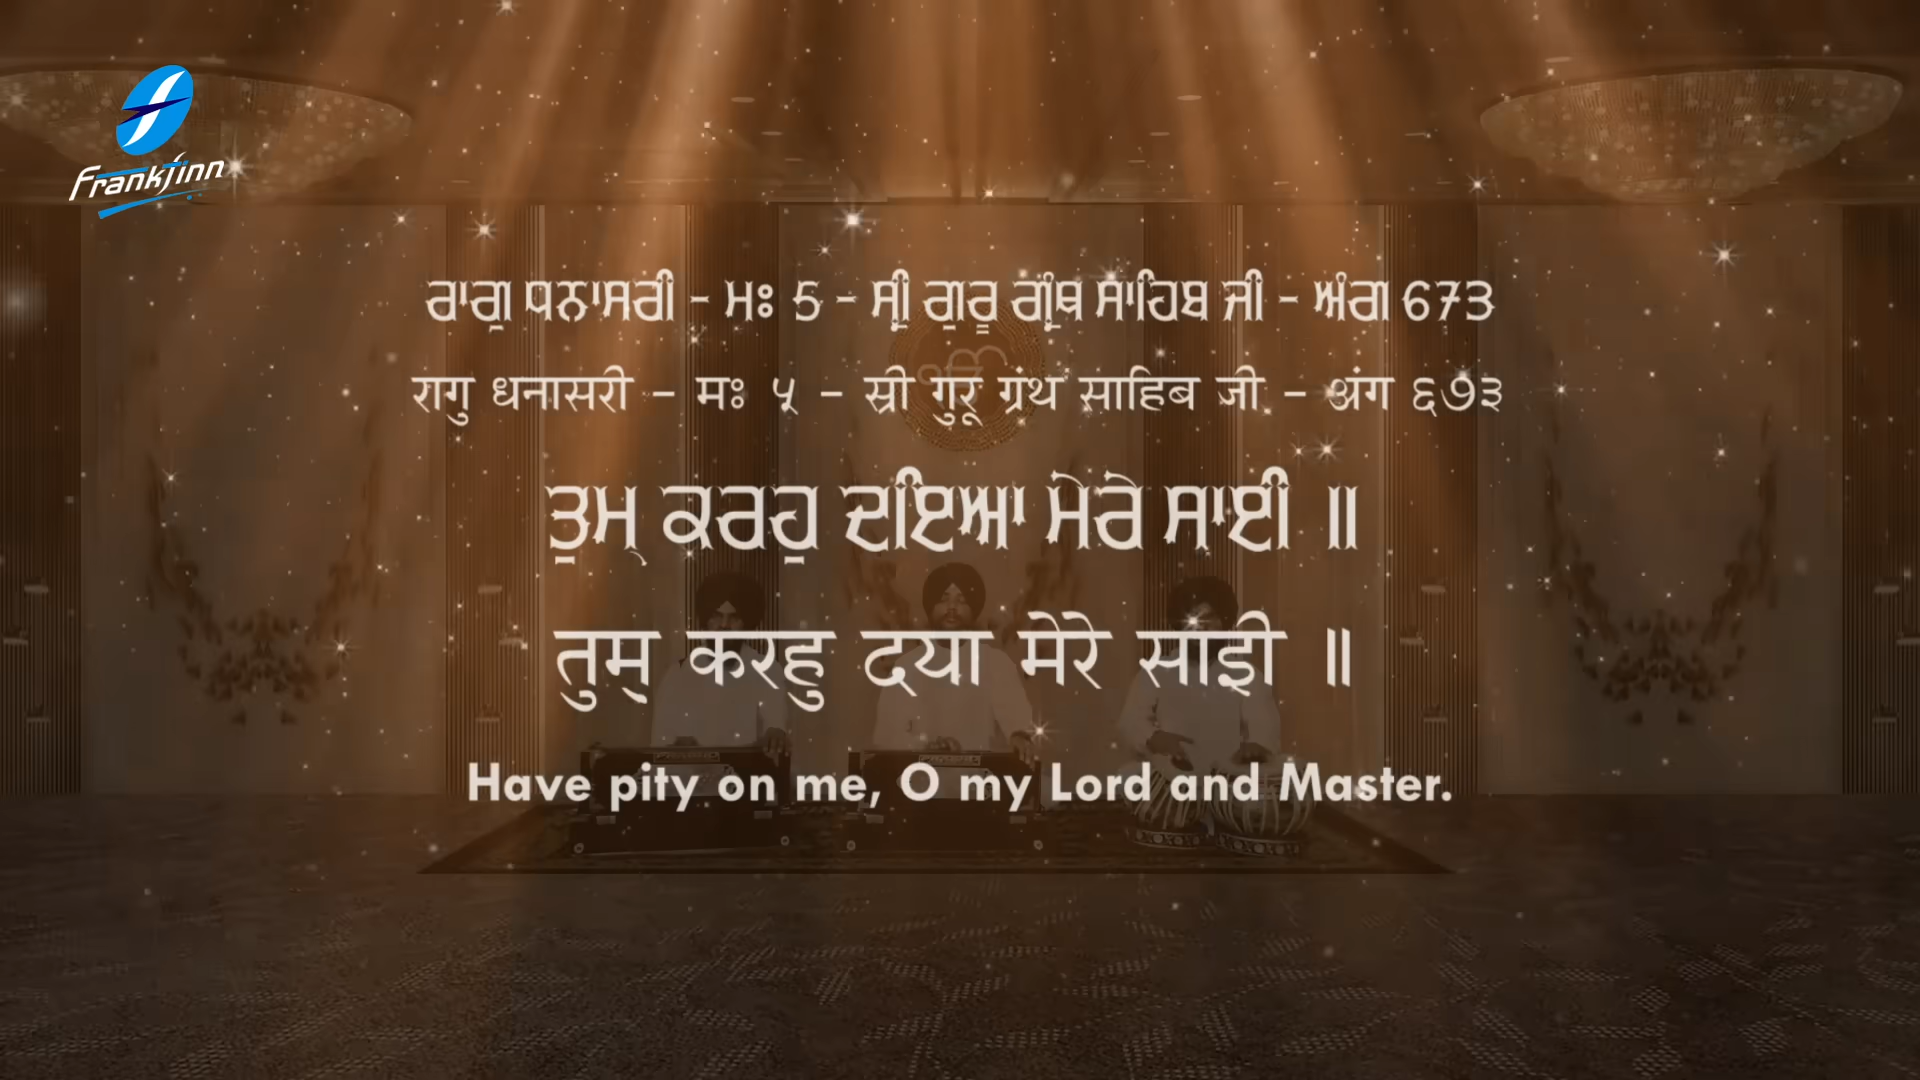 Frankfinn
ਰਾਗੁ ਧਨਾਸਰੀ - ਮਃ 5 - ਸ੍ਰੀ ਗੁਰੂ ਗ੍ਰੰਥ ਸਾਹਿਬ ਜੀ - ਅੰਗ 673
रागु धनासरी - मः ५ - स्री गुरू ग्रंथ साहिब जी - अंग ६७३
ਤੁਮ੍ ਕਰਹੁ ਦਇਆ ਮੇਰੇ ਸਾਈ ॥
तुम् करहु दया मेरे साइी ॥
Have pity on me, O my Lord and Master.